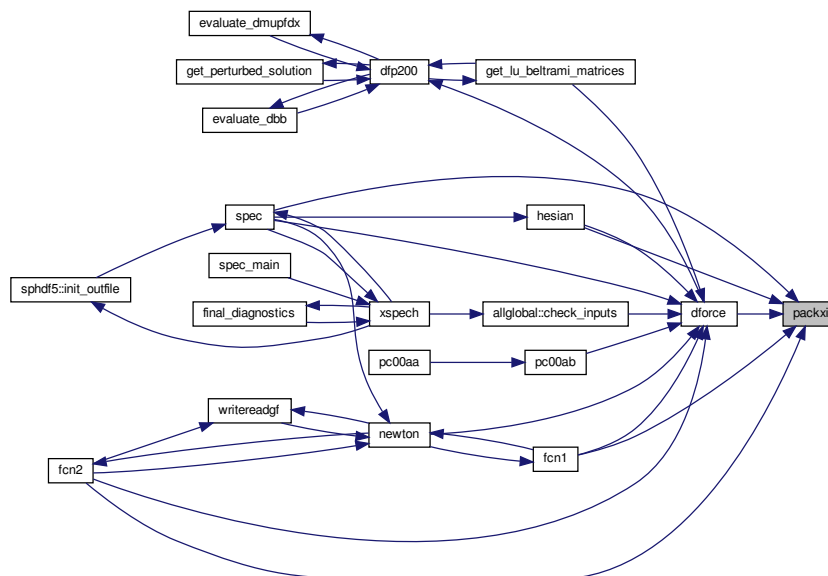 evaluate_dmupfdx
get_perturbed_solution
dfp200
get_lu_beltrami_matrices
evaluate_dbb
spec
hesian
spec_main
sphdf5::init_outfile
final_diagnostics
xspech
allglobal::check_inputs
dforce
packxi
pc00aa
pc00ab
writereadgf
newton
fcn1
fcn2